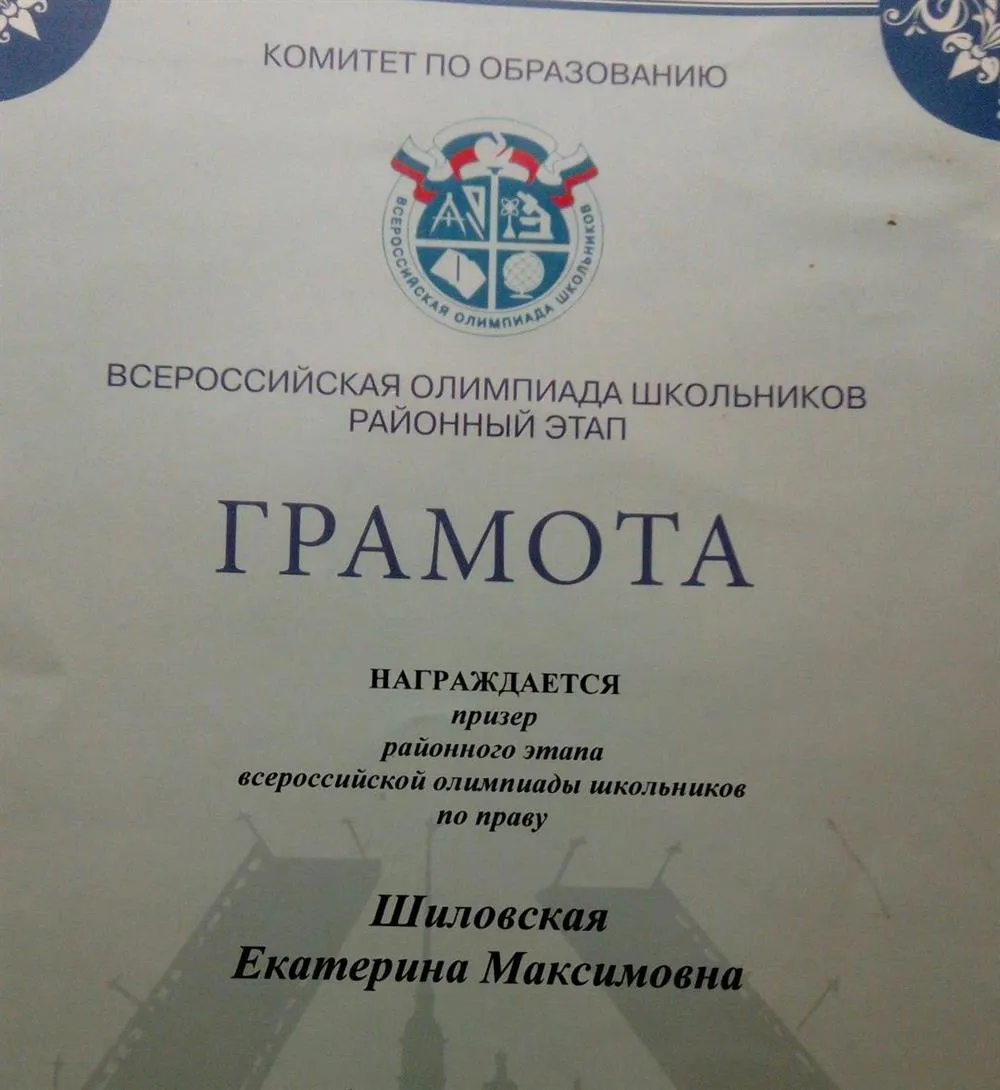 КОМИТЕТ ПО ОБРАЗОВАНИЮ
ВСЕРОССИЙСКАЯ ОЛИМПИАДА ШКОЛЬНИКОВ
ВСЕРОССИЙСКАЯ ОЛИМПИАДА ШКОЛЬНИКОВ
РАЙОННЫЙ ЭТАП
ГРАМОТА
НАГРАЖДАЕТСЯ
призер
районного этапа
всероссийской олимпиады школьников
по праву
Шиловская
Екатерина Максимовна